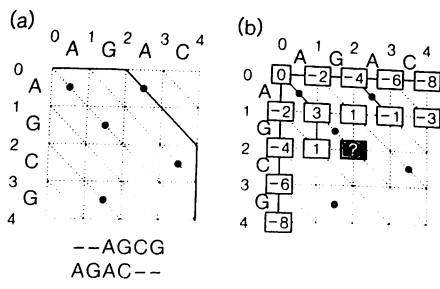 (a)
0 A 1 G 2 A 3 C 4
0
A
1
G
2
C
3
G
4
--AGCG
AGAC--
(b)
0 A 1 G 2 A 3 C 4
0 0 -2 -4 -6 -8
A
1 -2 3 1 -1 -3
G
2 -4 1 ?
C
3 -6
G
4 -8